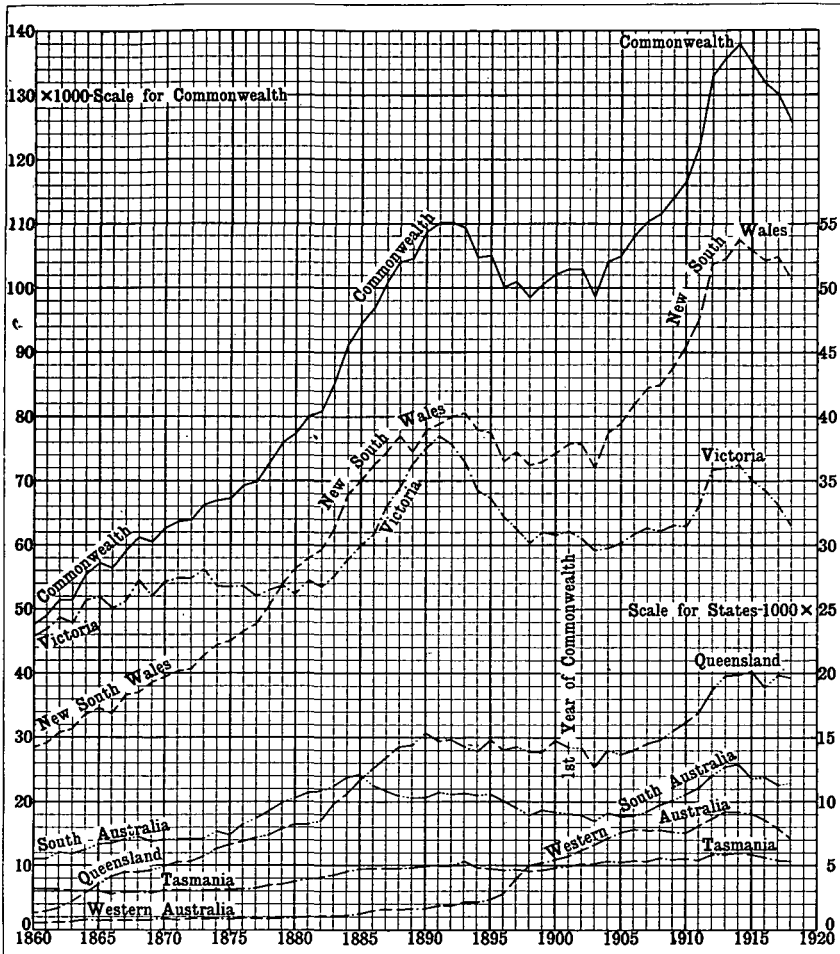 140
Commonwealth
130 ×1000-Scale for Commonwealth
120
110 55
Commonwealth
New South Wales
100 50
90 45
80 40
New South Wales
Victoria
70 35
Victoria
60 30
Commonwealth
1st Year of Commonwealth
50 25
Scale for States-1000 ×
Victoria
40 20
Queensland
New South Wales
30 15
South Australia
20 10
South Australia
Western Australia
Queensland
10 5
Tasmania
Tasmania
Western Australia
0 0
1860 1865 1870 1875 1880 1885 1890 1895 1900 1905 1910 1915 1920